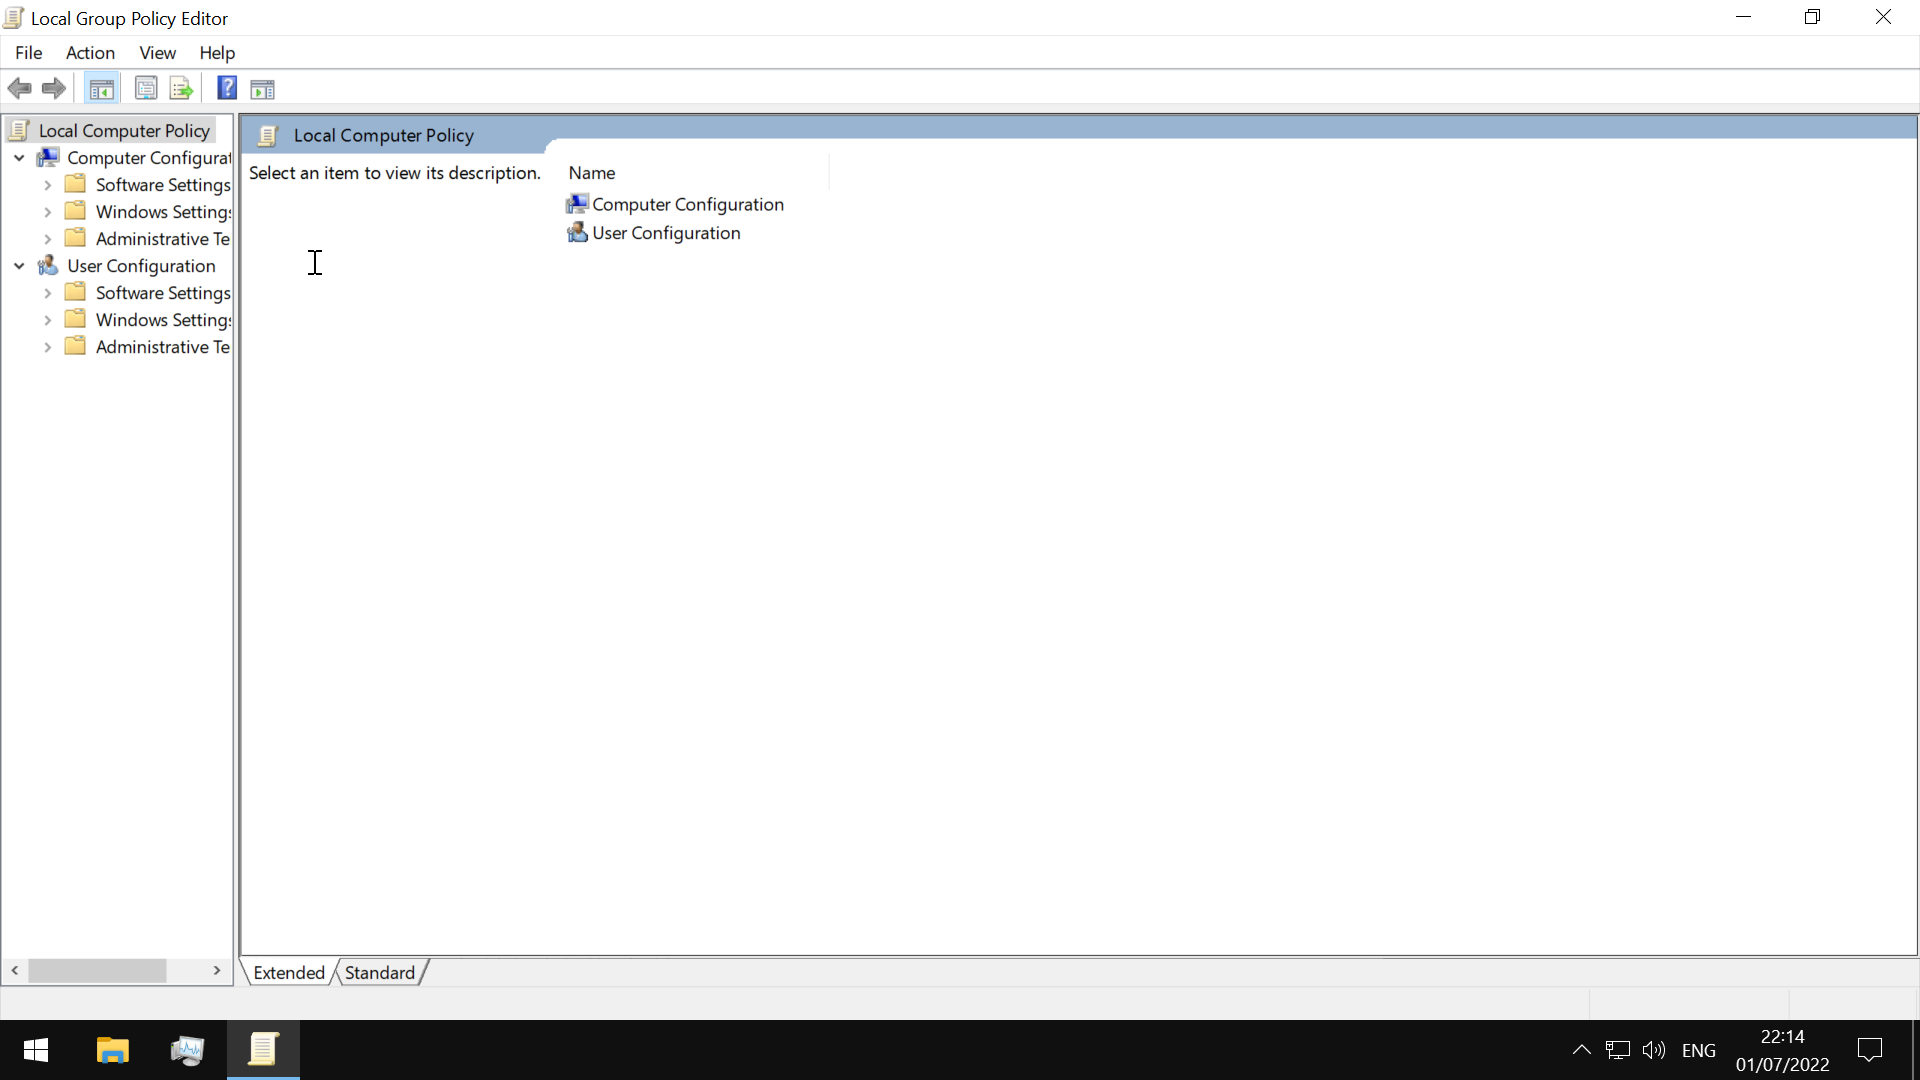 Local Group Policy Editor
File Action View Help
Local Computer Policy
Computer Configurat
Software Settings
Windows Settings
Administrative Te
User Configuration
Software Settings
Windows Settings
Administrative Te
Local Computer Policy
Select an item to view its description.
Name
Computer Configuration
User Configuration
Extended Standard
ENG
22:14
01/07/2022